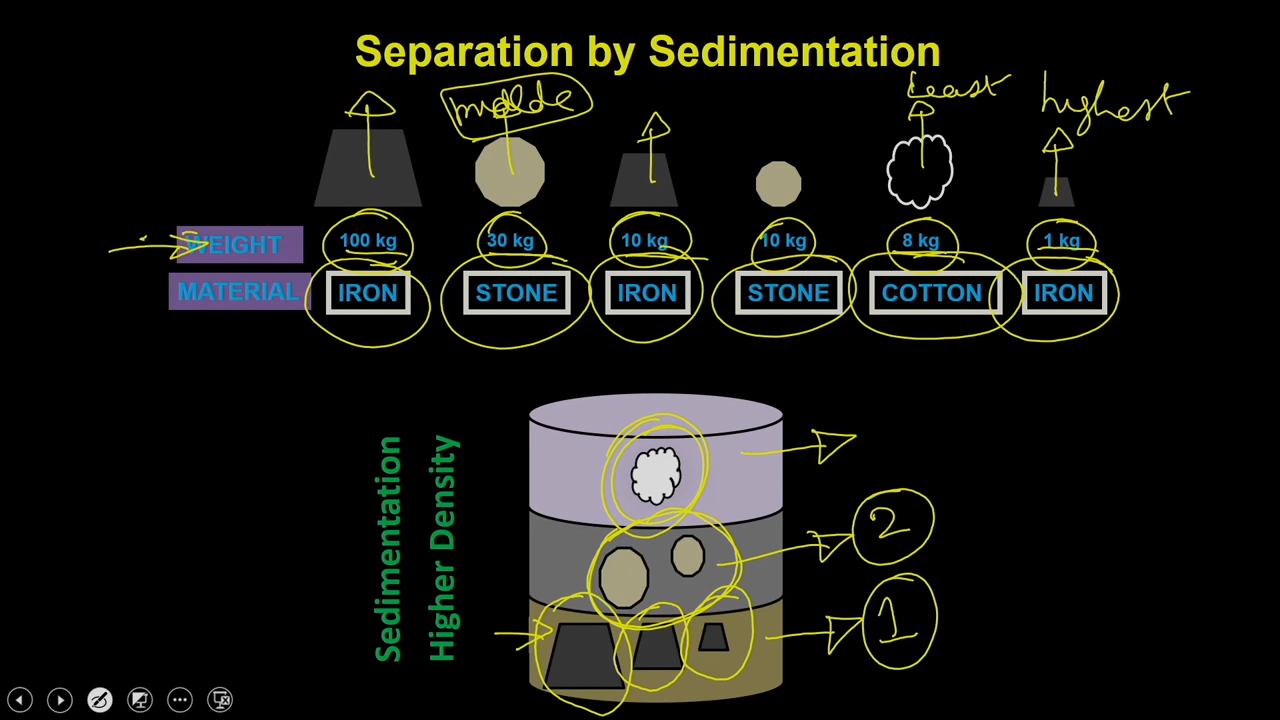 Separation by Sedimentation
least
highest
WEIGHT 100 kg 30 kg 10 kg 10 kg 8 kg 1 kg
MATERIAL IRON STONE IRON STONE COTTON IRON
Sedimentation
Higher Density
2
1